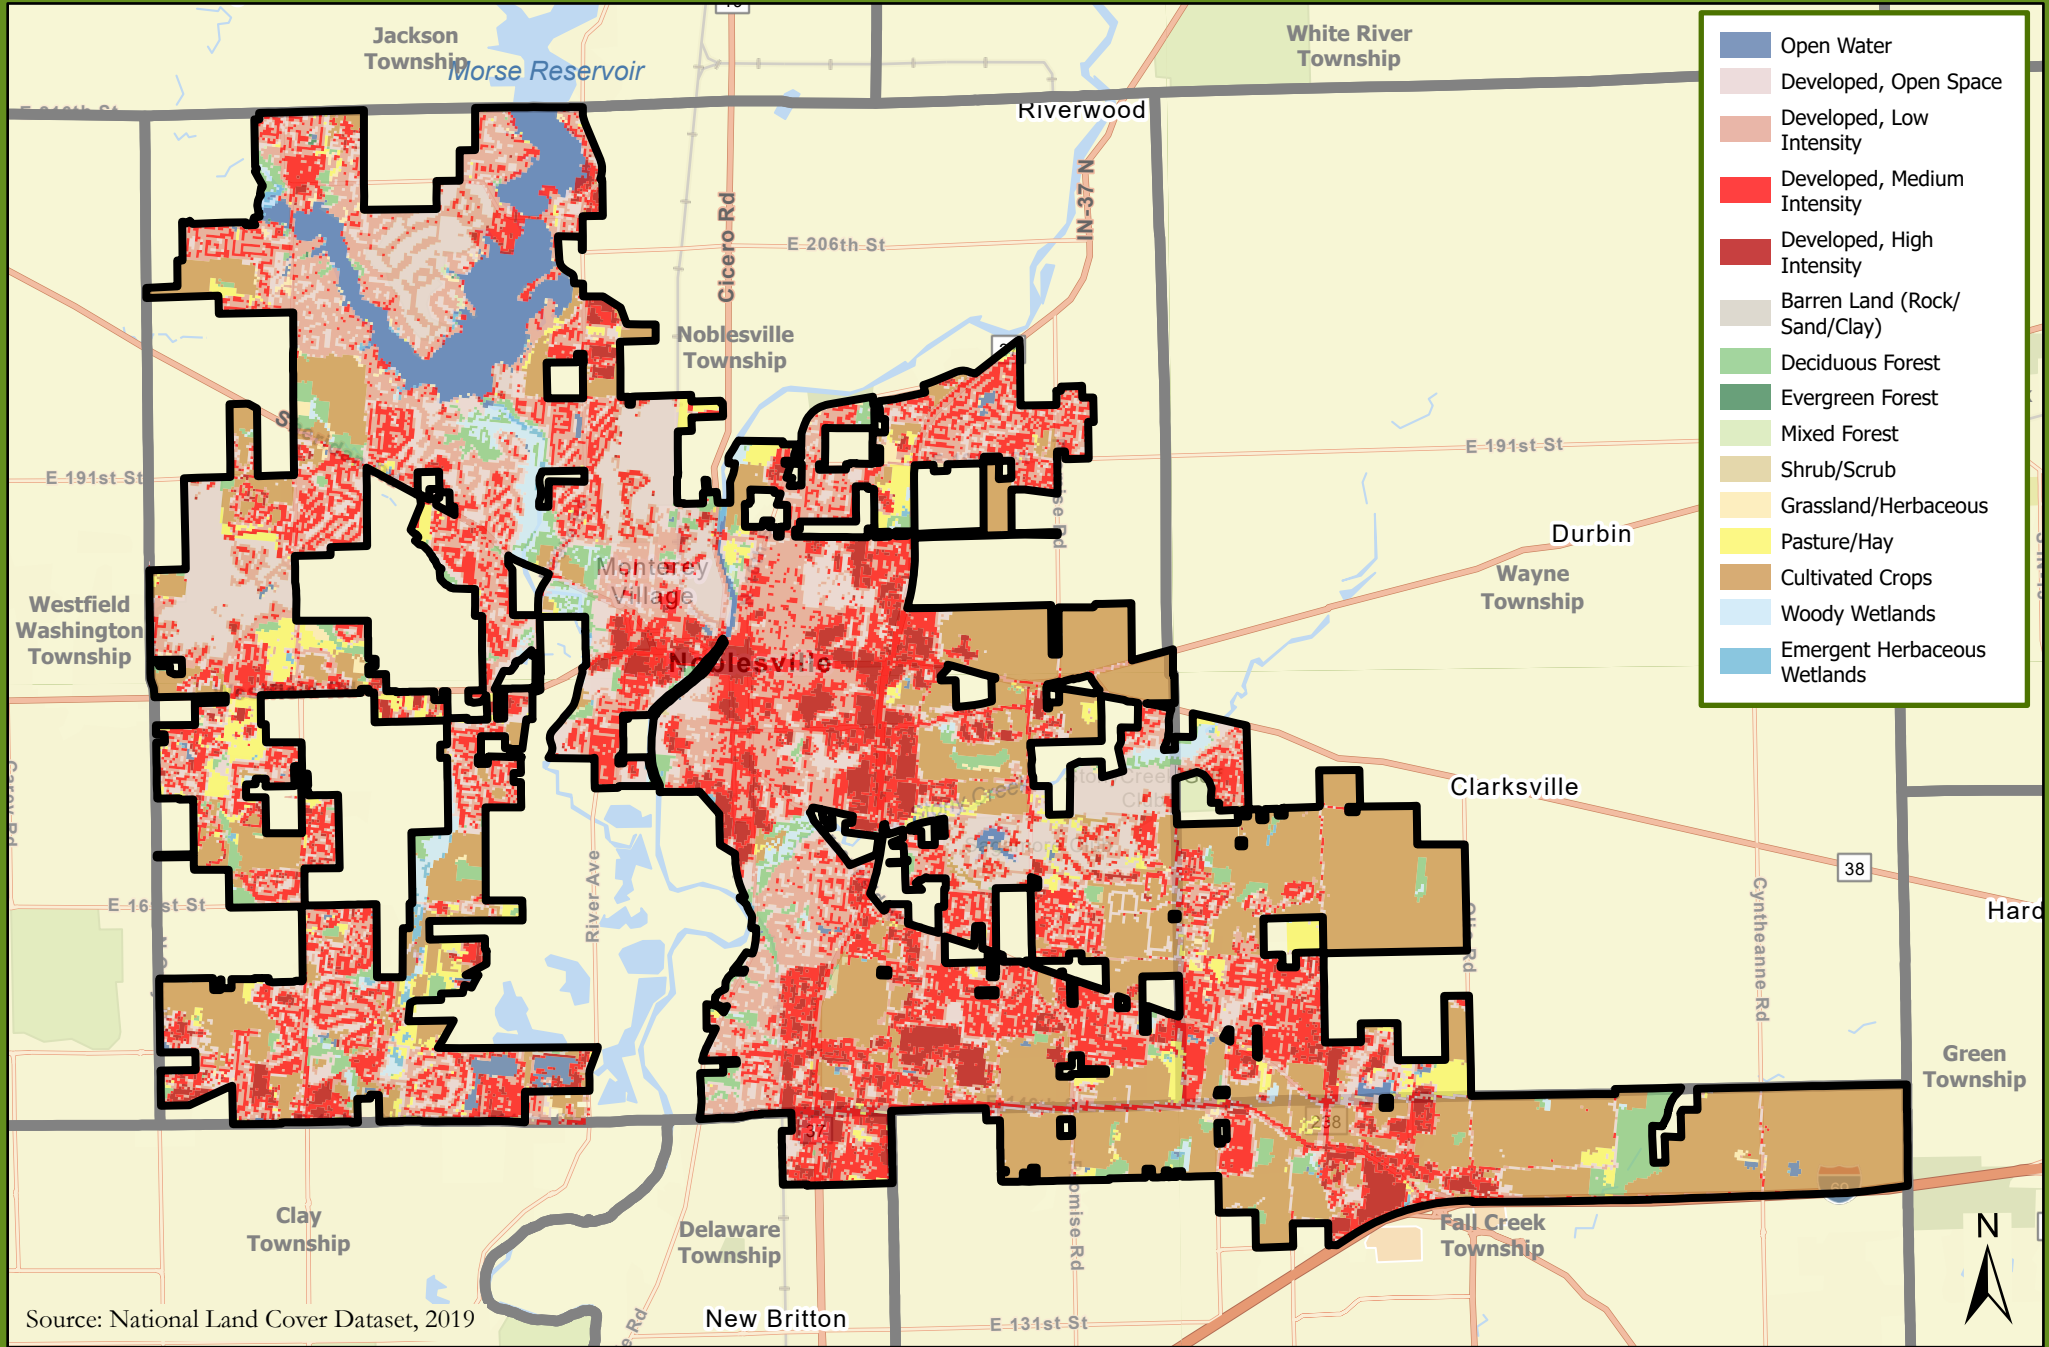 Jackson
Township
Morse Reservoir
White River
Township
Riverwood
IN-37 N
Cicero Rd
E 206th St
Noblesville
Township
E 191st St
E 191st St
Durbin
Wayne
Township
Monterey
Village
Westfield
Washington
Township
Noblesville
Clarksville
38
Hard
E 161st St
River Ave
Cyntheanne Rd
Green
Township
37
238
69
Clay
Township
Delaware
Township
Fall Creek
Township
New Britton
E 131st St
N
Source: National Land Cover Dataset, 2019
Open Water
Developed, Open Space
Developed, Low
Intensity
Developed, Medium
Intensity
Developed, High
Intensity
Barren Land (Rock/
Sand/Clay)
Deciduous Forest
Evergreen Forest
Mixed Forest
Shrub/Scrub
Grassland/Herbaceous
Pasture/Hay
Cultivated Crops
Woody Wetlands
Emergent Herbaceous
Wetlands